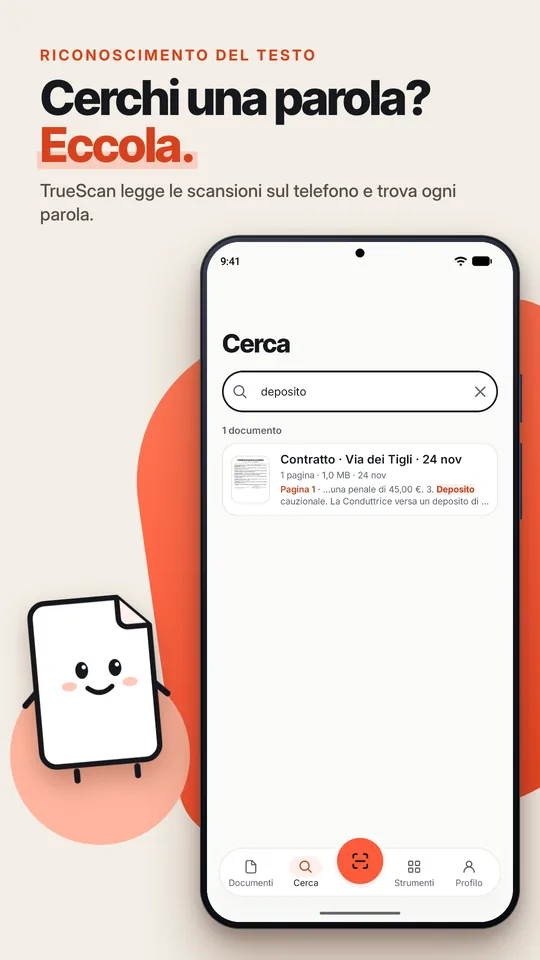 RICONOSCIMENTO DEL TESTO
Cerchi una parola?
Eccola.
TrueScan legge le scansioni sul telefono e trova ogni
parola.
9:41
Cerca
deposito
1 documento
Contratto · Via dei Tigli · 24 nov
1 pagina · 1,0 MB · 24 nov
Pagina 1 · ...una penale di 45,00 €. 3. Deposito
cauzionale. La Conduttrice versa un deposito di ...
Documenti
Cerca
Strumenti
Profilo